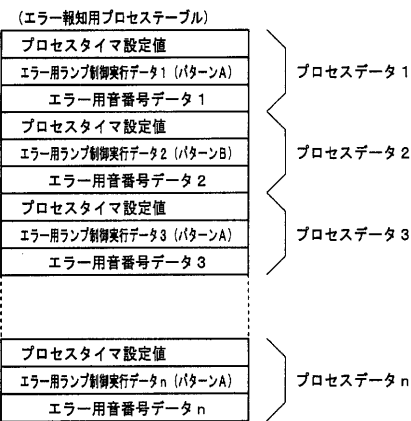 (エラー報知用プロセステーブル)
プロセスタイマ設定値
エラー用ランプ制御実行データ1 (パターンA)
エラー用音番号データ1
プロセスデータ1
プロセスタイマ設定値
エラー用ランプ制御実行データ2 (パターンB)
エラー用音番号データ2
プロセスデータ2
プロセスタイマ設定値
エラー用ランプ制御実行データ3 (パターンA)
エラー用音番号データ3
プロセスデータ3
プロセスタイマ設定値
エラー用ランプ制御実行データn (パターンA)
エラー用音番号データn
プロセスデータn